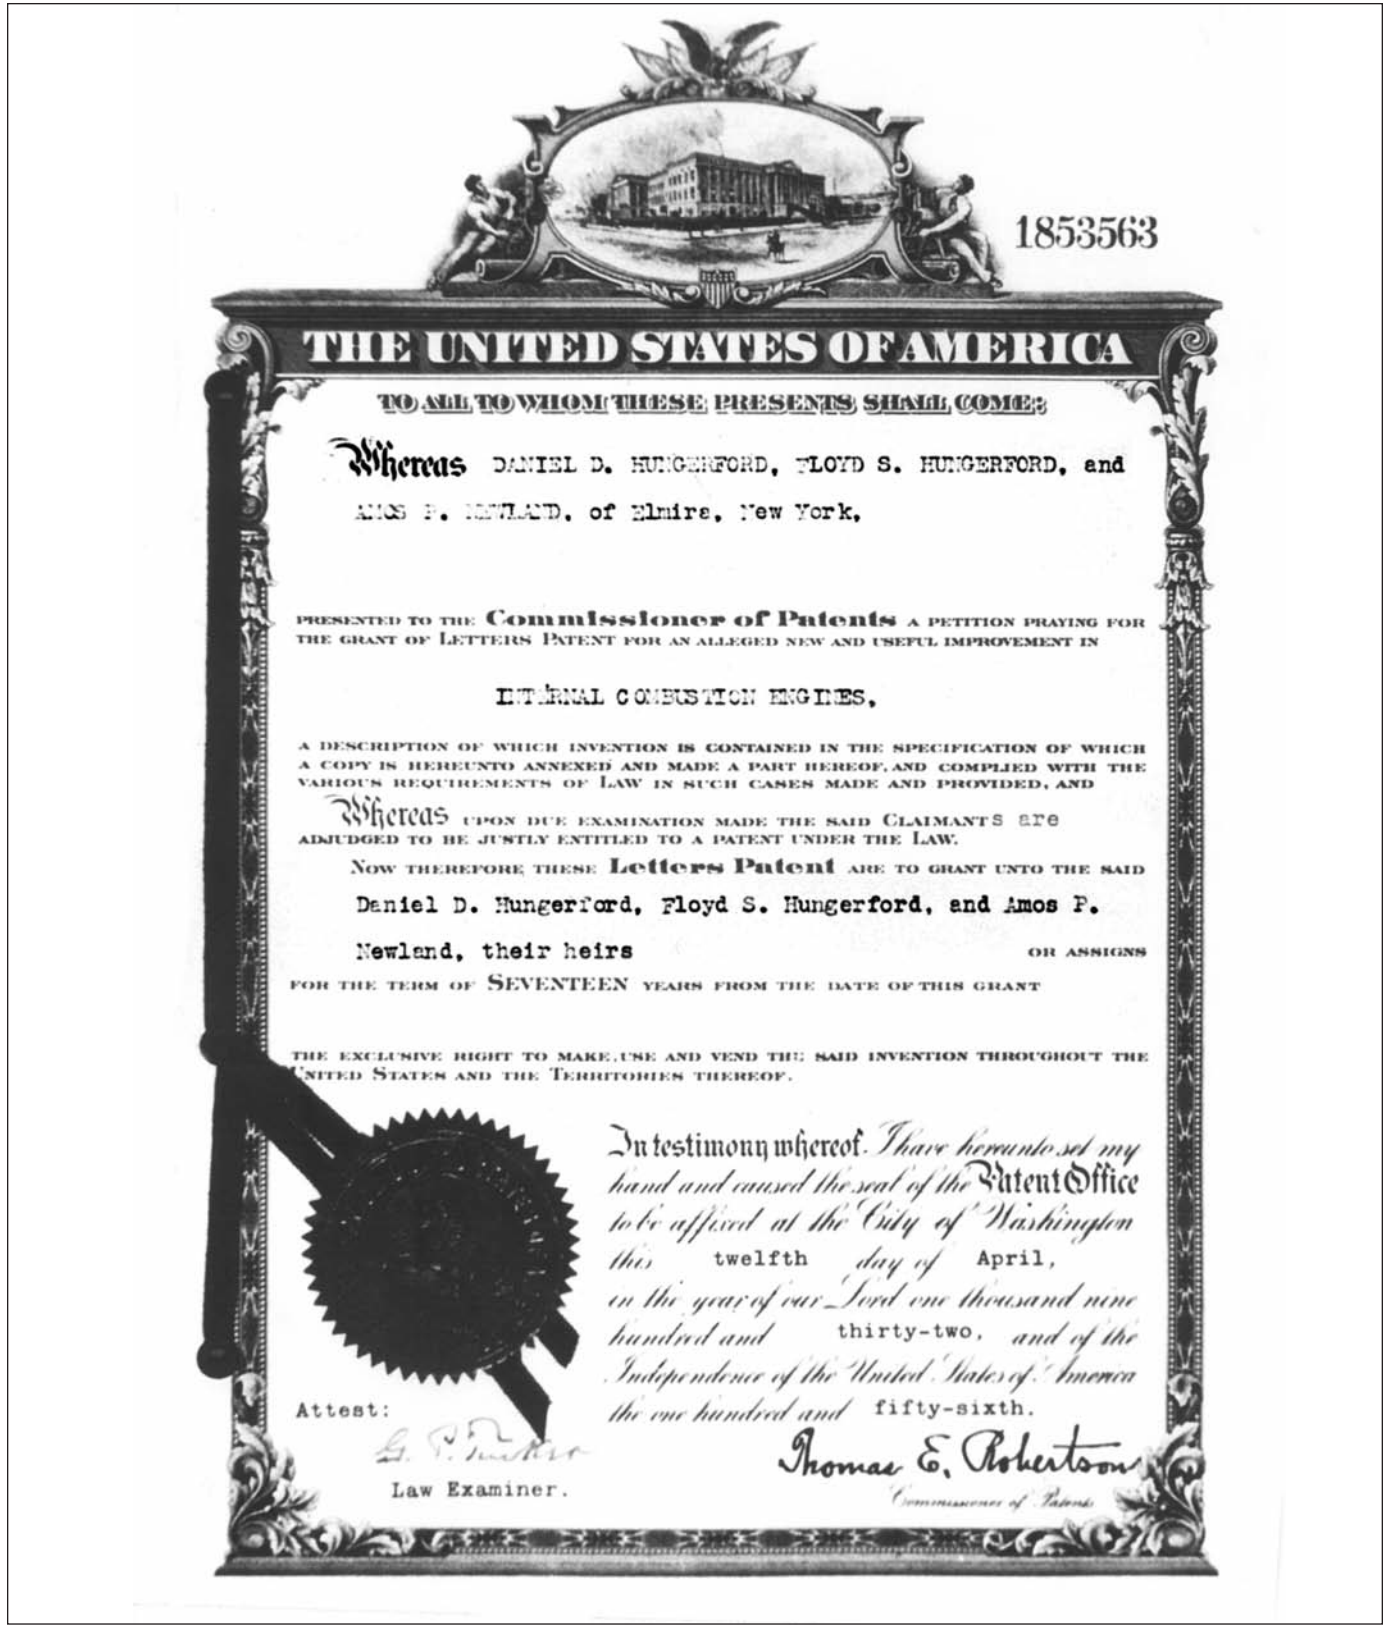 1853563
THE UNITED STATES OF AMERICA
TO ALL TO WHOM THESE PRESENTS SHALL COME:
Whereas DANIEL D. HUNGERFORD, FLOYD S. HUNGERFORD, and
AMOS P. NEWLAND, of Elmira, New York,
PRESENTED TO THE Commissioner of Patents A PETITION PRAYING FOR
THE GRANT OF LETTERS PATENT FOR AN ALLEGED NEW AND USEFUL IMPROVEMENT IN
INTERNAL COMBUSTION ENGINES,
A DESCRIPTION OF WHICH INVENTION IS CONTAINED IN THE SPECIFICATION OF WHICH
A COPY IS HEREUNTO ANNEXED AND MADE A PART HEREOF, AND COMPLIED WITH THE
VARIOUS REQUIREMENTS OF LAW IN SUCH CASES MADE AND PROVIDED, AND
Whereas UPON DUE EXAMINATION MADE THE SAID CLAIMANTS are
ADJUDGED TO BE JUSTLY ENTITLED TO A PATENT UNDER THE LAW.
NOW THEREFORE THESE Letters Patent ARE TO GRANT UNTO THE SAID
Daniel D. Hungerford, Floyd S. Hungerford, and Amos P.
Newland, their heirs OR ASSIGNS
FOR THE TERM OF SEVENTEEN YEARS FROM THE DATE OF THIS GRANT
THE EXCLUSIVE RIGHT TO MAKE, USE AND VEND THE SAID INVENTION THROUGHOUT THE
UNITED STATES AND THE TERRITORIES THEREOF.
In testimony whereof, I have hereunto set my
hand and caused the seal of the Patent Office
to be affixed at the City of Washington
this twelfth day of April,
in the year of our Lord one thousand nine
hundred and thirty-two, and of the
Independence of the United States of America
the one hundred and fifty-sixth.
Attest:
G. P. Tucker
Law Examiner.
Thomas E. Robertson
Commissioner of Patents